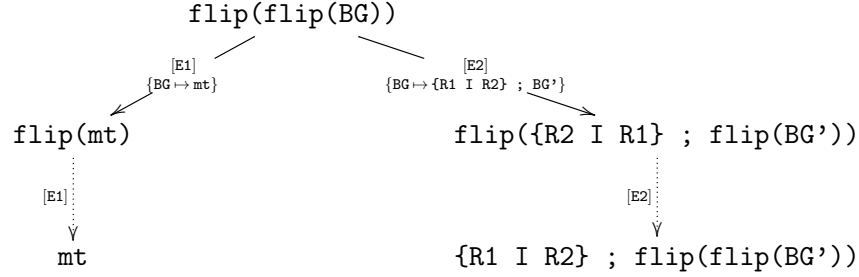 flip(flip(BG))
[E1] [E2]
{BG ↦ mt} {BG ↦ {R1 I R2} ; BG’}
flip(mt) flip({R2 I R1} ; flip(BG’))
[E1] [E2]
mt {R1 I R2} ; flip(flip(BG’))